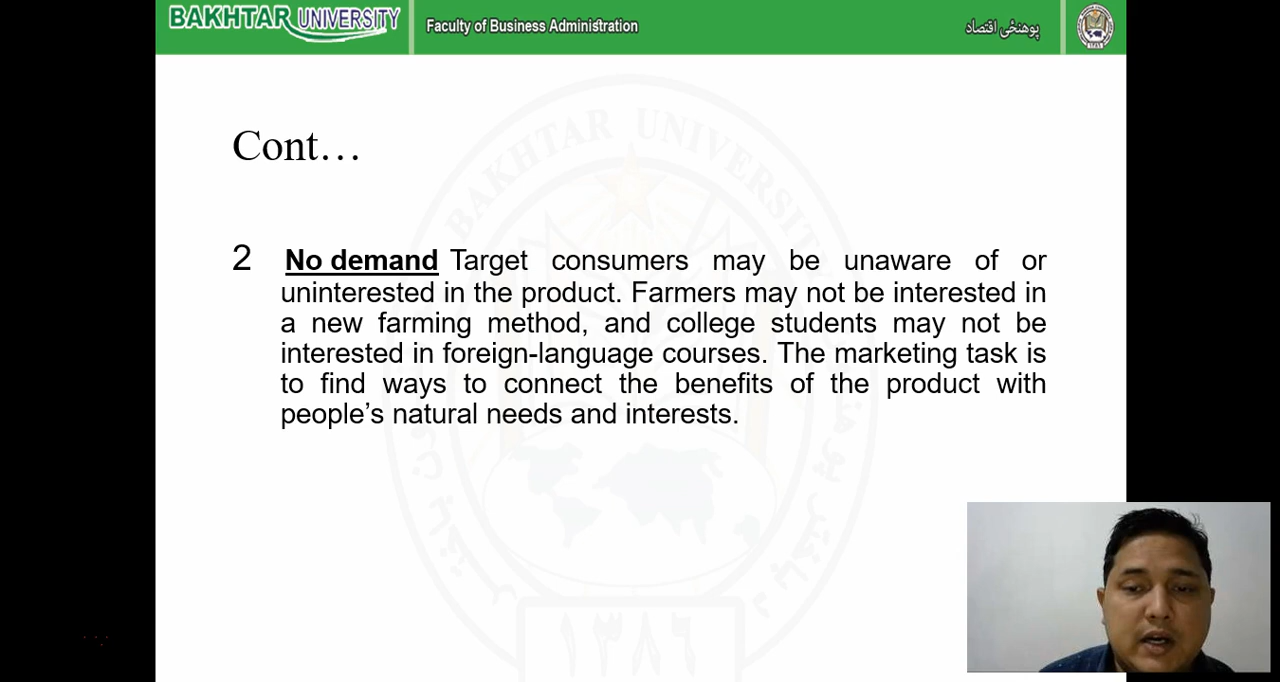 BAKHTAR UNIVERSITY
Faculty of Business Administration
پوهنځی اقتصاد
Cont…
2 No demand Target consumers may be unaware of or
uninterested in the product. Farmers may not be interested in
a new farming method, and college students may not be
interested in foreign-language courses. The marketing task is
to find ways to connect the benefits of the product with
people’s natural needs and interests.
BAKHTAR UNIVERSITY
۱۳۸۶